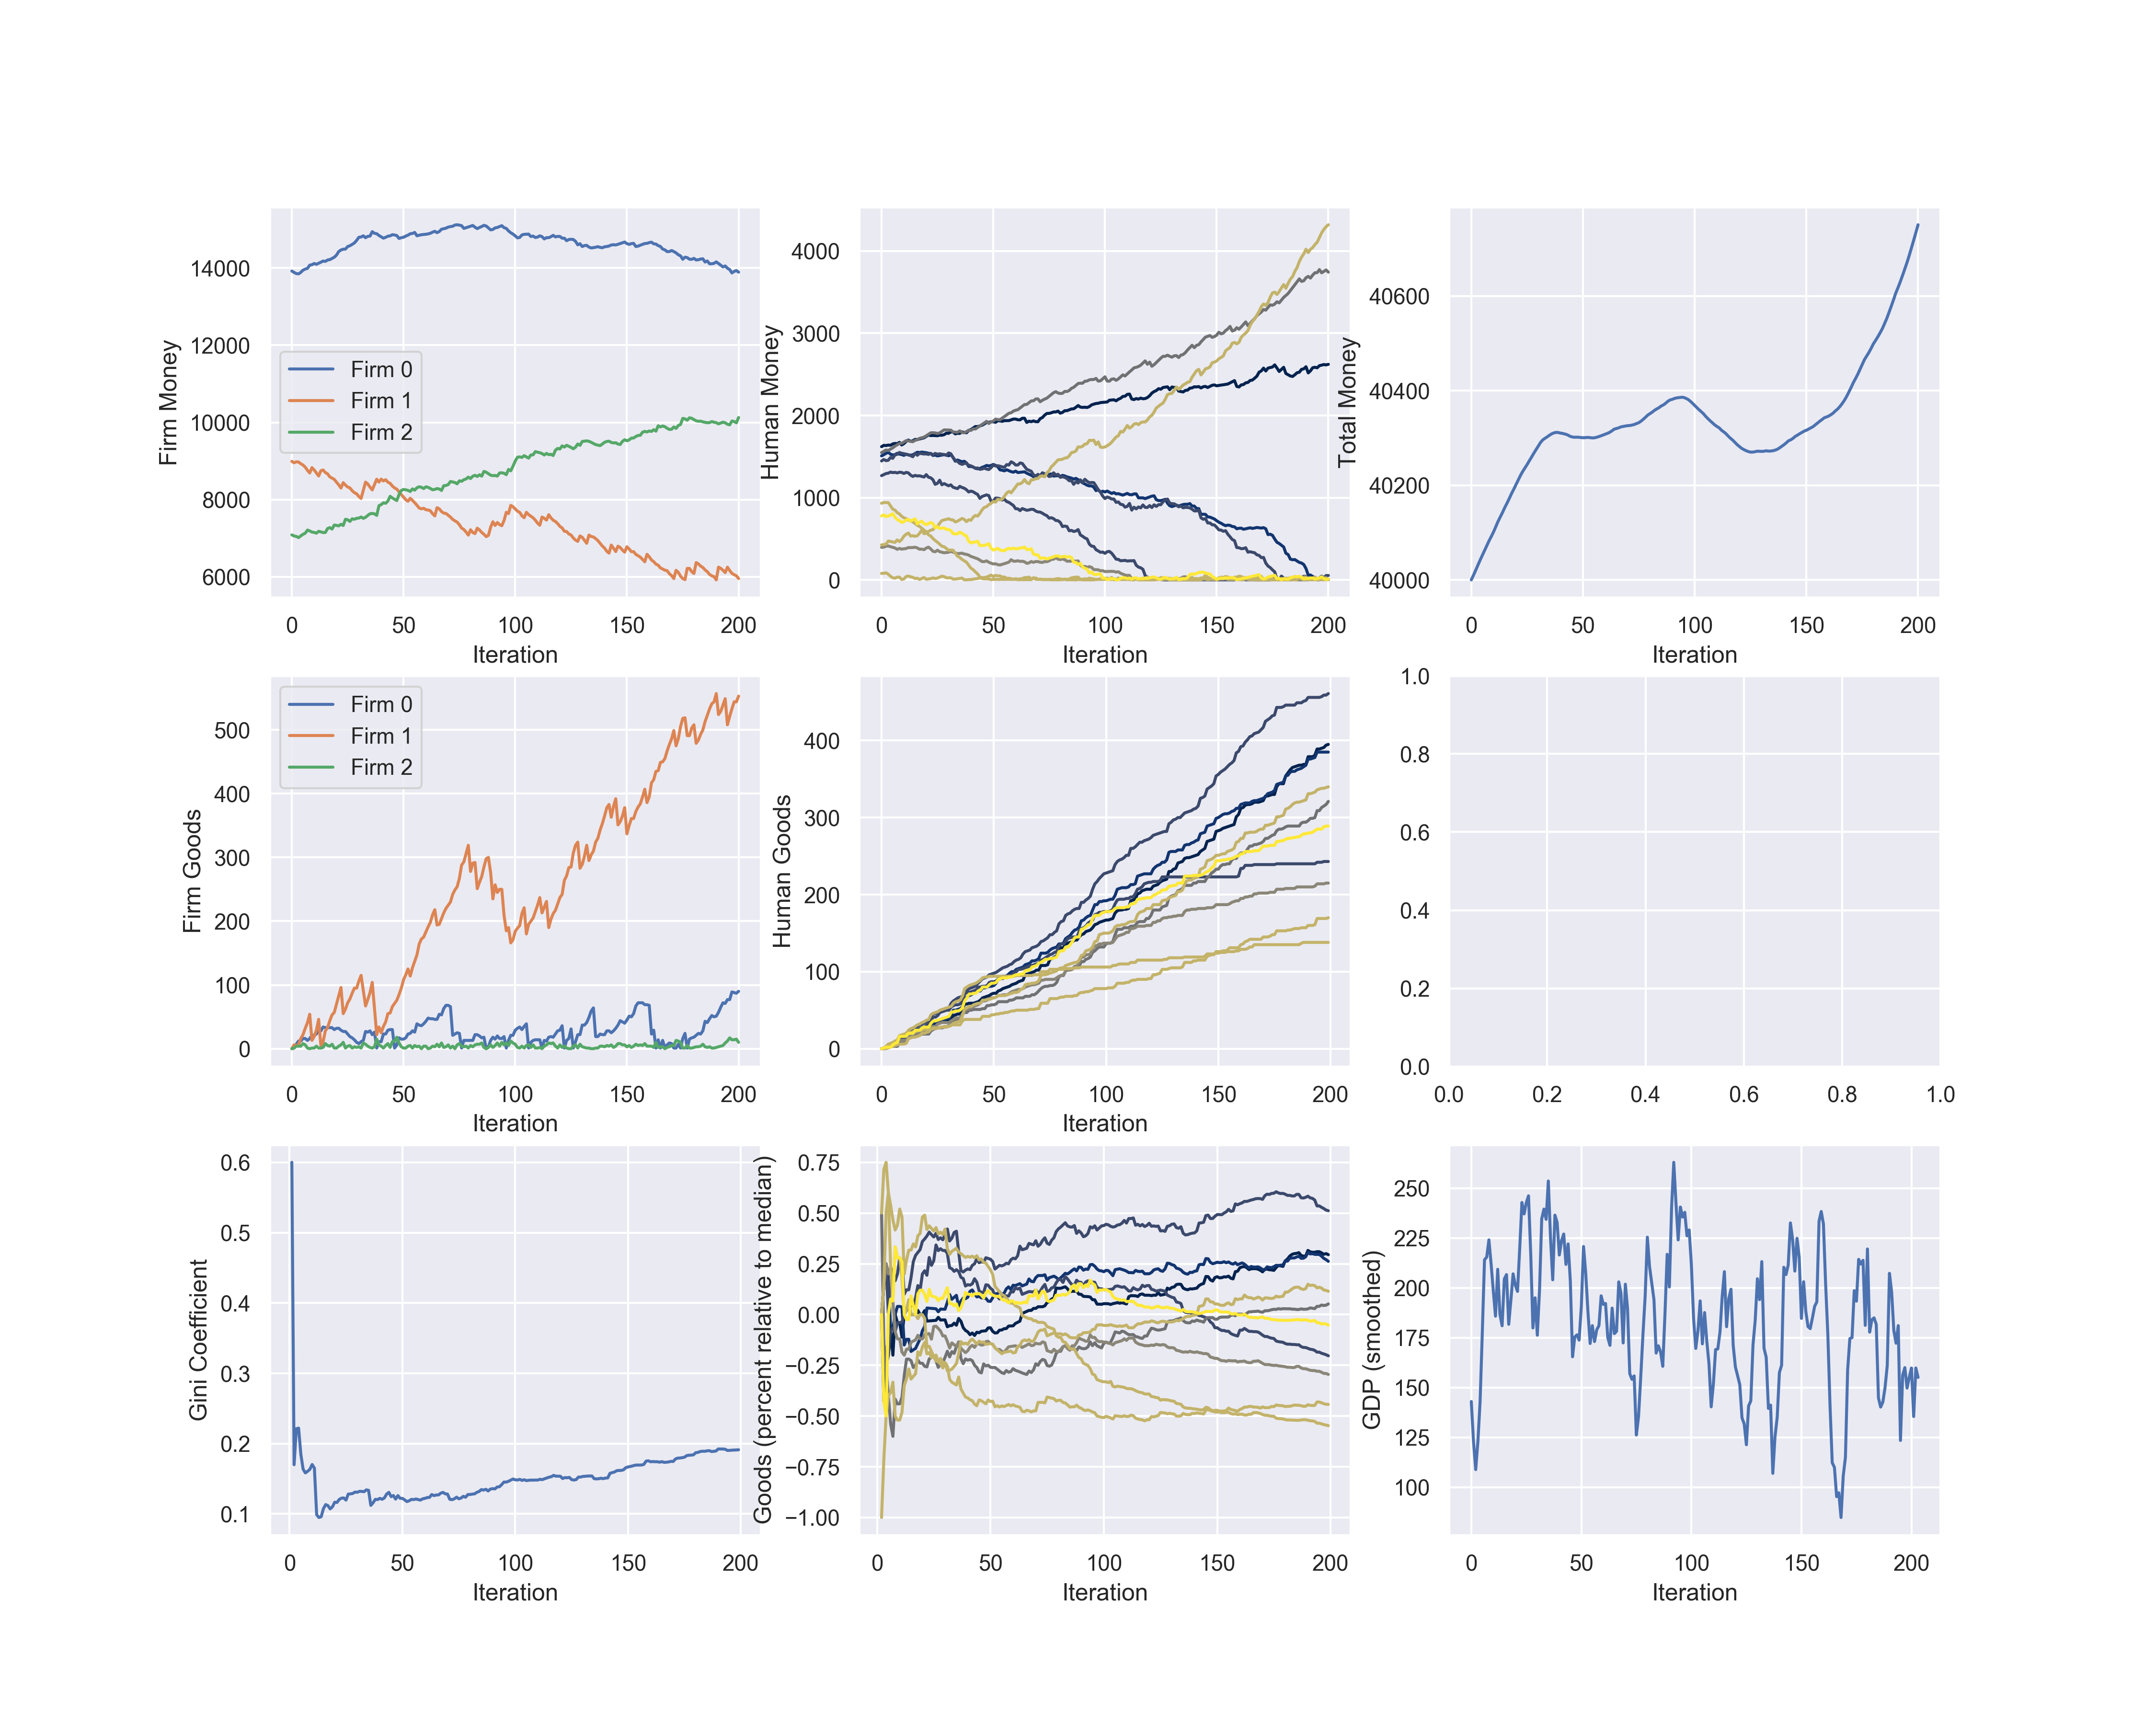 Firm Money
14000
12000
10000
8000
6000
Firm 0
Firm 1
Firm 2
0 50 100 150 200
Iteration
Human Money
4000
3000
2000
1000
0
0 50 100 150 200
Iteration
Total Money
40600
40400
40200
40000
0 50 100 150 200
Iteration
Firm Goods
500
400
300
200
100
0
Firm 0
Firm 1
Firm 2
0 50 100 150 200
Iteration
Human Goods
400
300
200
100
0
0 50 100 150 200
Iteration
1.0
0.8
0.6
0.4
0.2
0.0
0.0 0.2 0.4 0.6 0.8 1.0
Gini Coefficient
0.6
0.5
0.4
0.3
0.2
0.1
0 50 100 150 200
Iteration
Goods (percent relative to median)
0.75
0.50
0.25
0.00
−0.25
−0.50
−0.75
−1.00
0 50 100 150 200
Iteration
GDP (smoothed)
250
225
200
175
150
125
100
0 50 100 150 200
Iteration